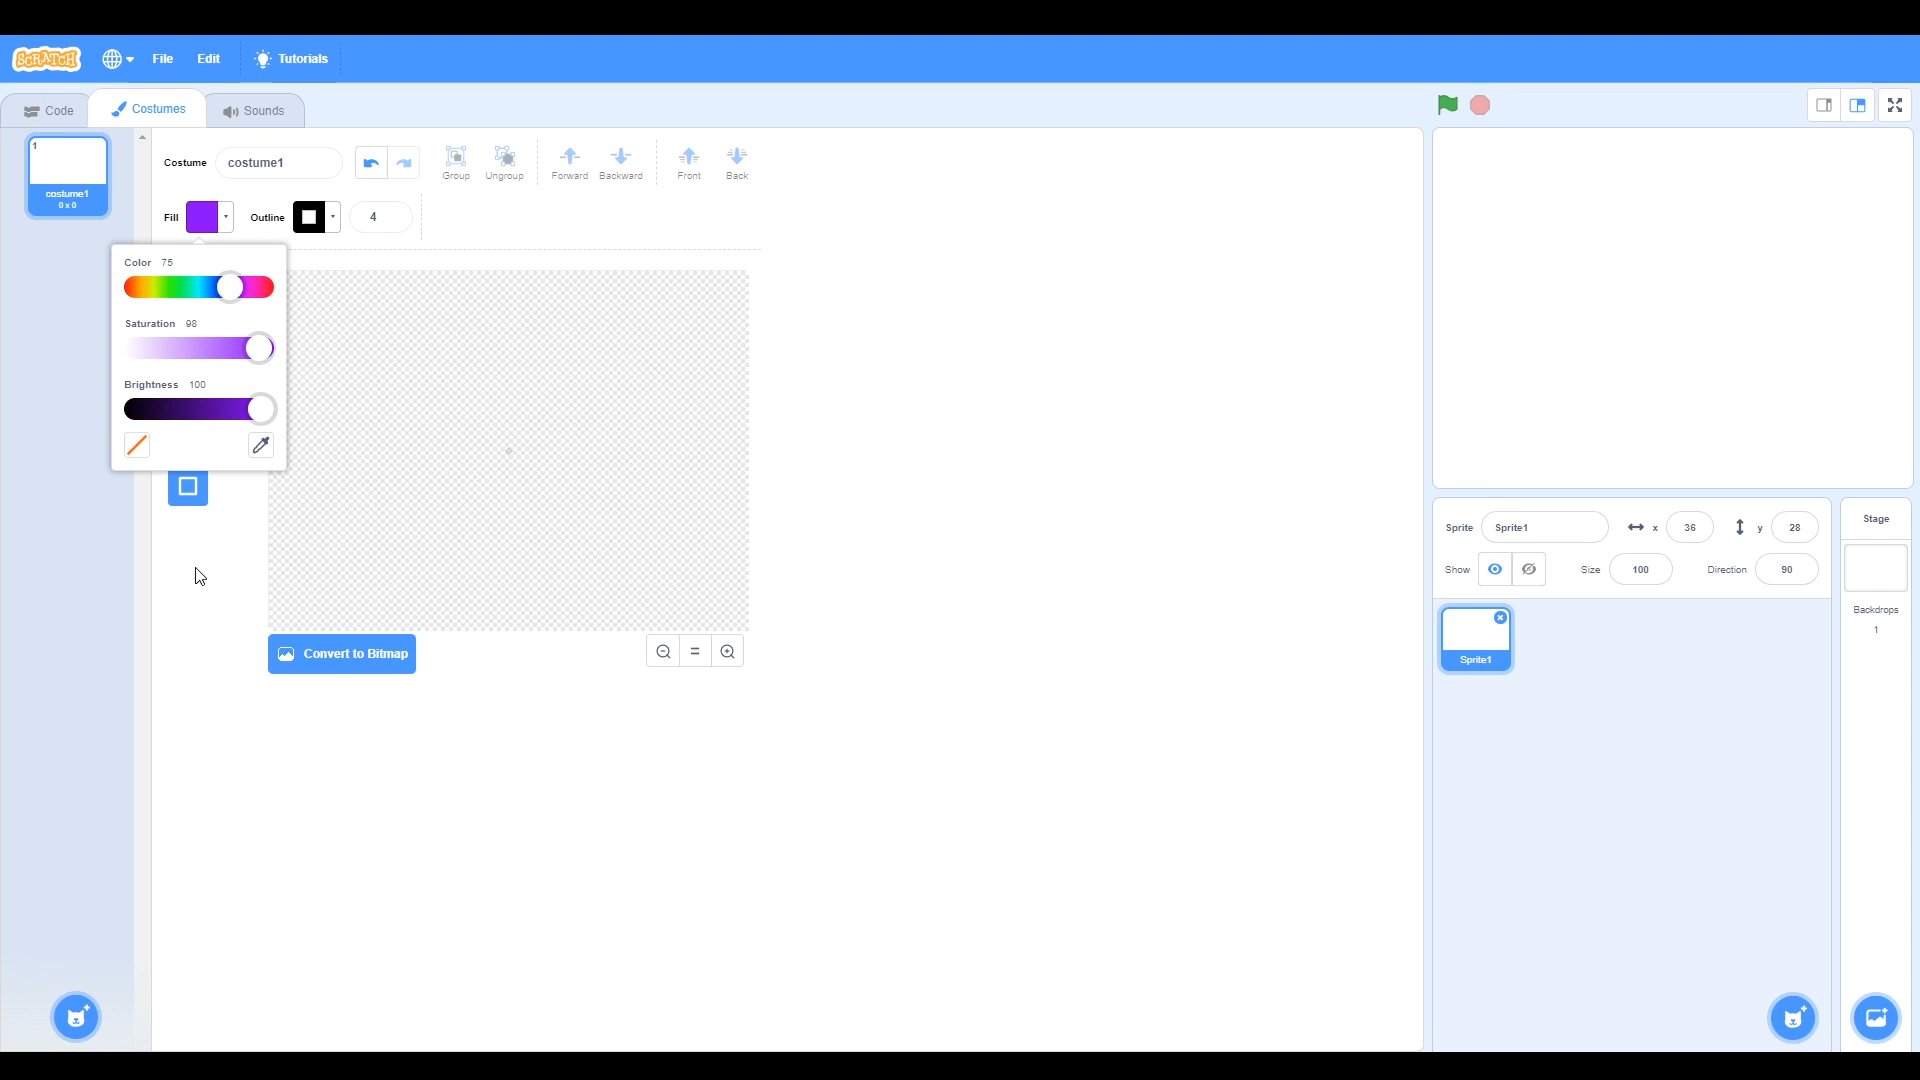 SCRATCH File Edit Tutorials
Code Costumes Sounds
1
costume1
0 x 0
Costume costume1 Group Ungroup Forward Backward Front Back
Fill Outline 4
Color 75
Saturation 98
Brightness 100
Convert to Bitmap
Sprite Sprite1 x 36 y 28
Show Size 100 Direction 90
Sprite1
Stage
Backdrops
1